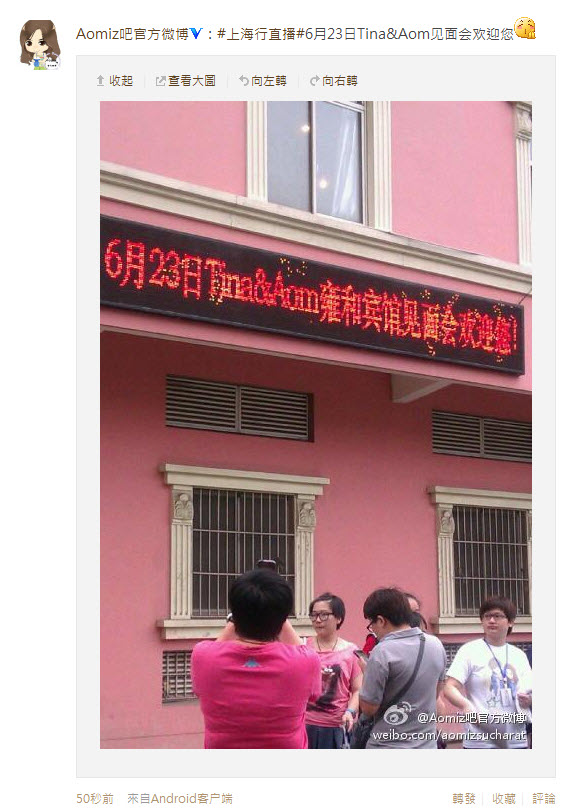 Aomiz吧官方微博：#上海行直播#6月23日Tina&Aom见面会欢迎您
收起 查看大圖 向左轉 向右轉
6月23日Tina&Aom雍和宾馆见面会欢迎您!
@Aomiz吧官方微博
weibo.com/aomizsucharat
50秒前 來自Android客户端 轉發 收藏 評論